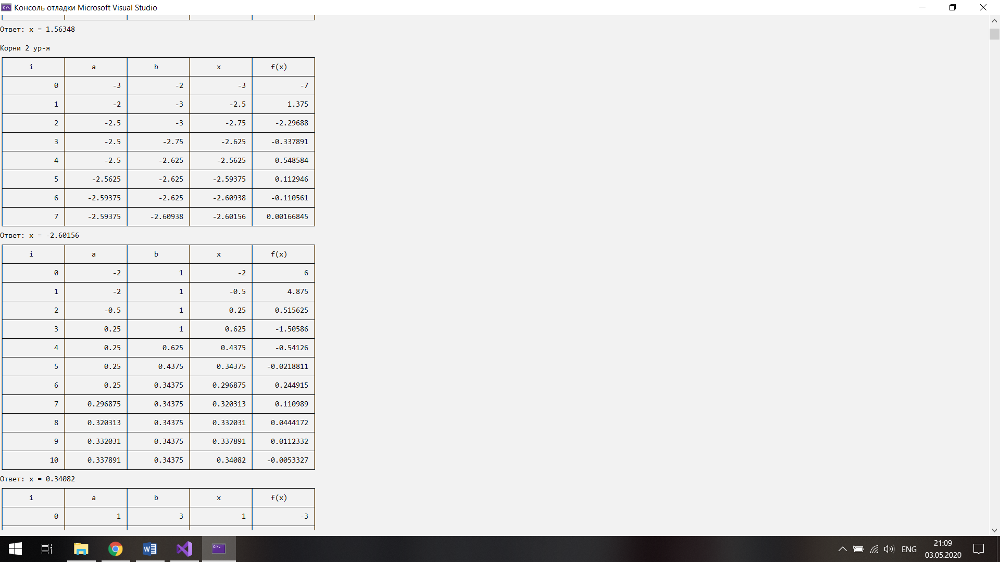 Консоль отладки Microsoft Visual Studio
Ответ: x = 1.56348
Корни 2 ур-я
i a b x f(x)
0 -3 -2 -3 -7
1 -2 -3 -2.5 1.375
2 -2.5 -3 -2.75 -2.29688
3 -2.5 -2.75 -2.625 -0.337891
4 -2.5 -2.625 -2.5625 0.548584
5 -2.5625 -2.625 -2.59375 0.112946
6 -2.59375 -2.625 -2.60938 -0.110561
7 -2.59375 -2.60938 -2.60156 0.00166845
Ответ: x = -2.60156
i a b x f(x)
0 -2 1 -2 6
1 -2 1 -0.5 4.875
2 -0.5 1 0.25 0.515625
3 0.25 1 0.625 -1.50586
4 0.25 0.625 0.4375 -0.54126
5 0.25 0.4375 0.34375 -0.0218811
6 0.25 0.34375 0.296875 0.244915
7 0.296875 0.34375 0.320313 0.110989
8 0.320313 0.34375 0.332031 0.0444172
9 0.332031 0.34375 0.337891 0.0112332
10 0.337891 0.34375 0.34082 -0.0053327
Ответ: x = 0.34082
i a b x f(x)
0 1 3 1 -3
ENG
21:09
03.05.2020